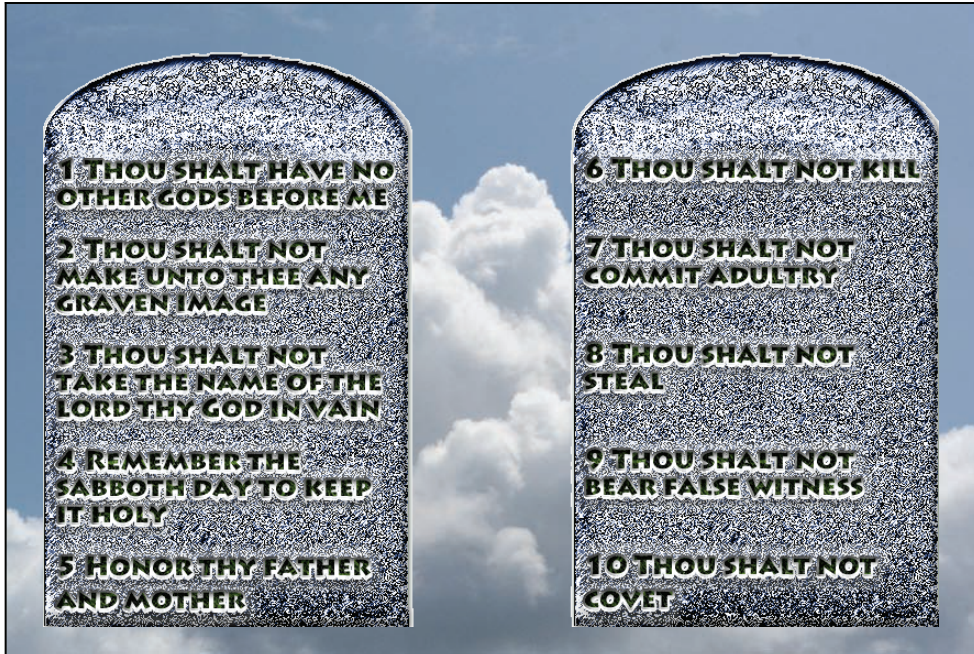 1 Thou shalt have no
other gods before me
2 Thou shalt not
make unto thee any
graven image
3 Thou shalt not
take the name of the
Lord thy God in vain
4 Remember the
sabboth day to keep
it holy
5 Honor thy father
and mother
6 Thou shalt not kill
7 Thou shalt not
commit adultry
8 Thou shalt not
steal
9 Thou shalt not
bear false witness
10 Thou shalt not
covet